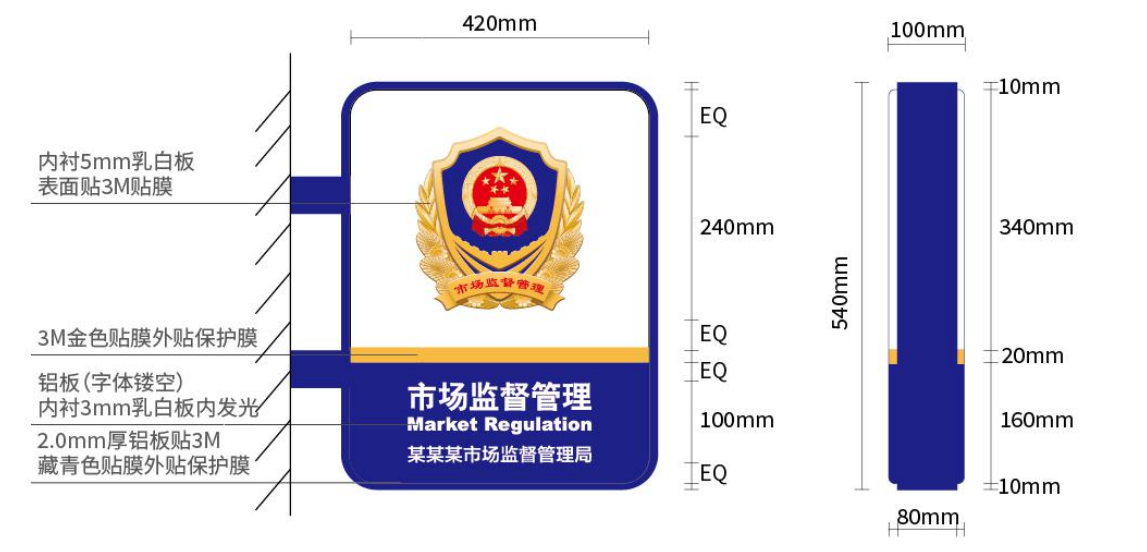 420mm
100mm
10mm
EQ
内衬5mm乳白板
表面贴3M贴膜
240mm
340mm
市场监督管理
540mm
3M金色贴膜外贴保护膜
EQ
20mm
EQ
铝板(字体镂空)
内衬3mm乳白板内发光
市场监督管理
Market Regulation
100mm
160mm
2.0mm厚铝板贴3M
藏青色贴膜外贴保护膜
某某某市场监督管理局
EQ
10mm
80mm